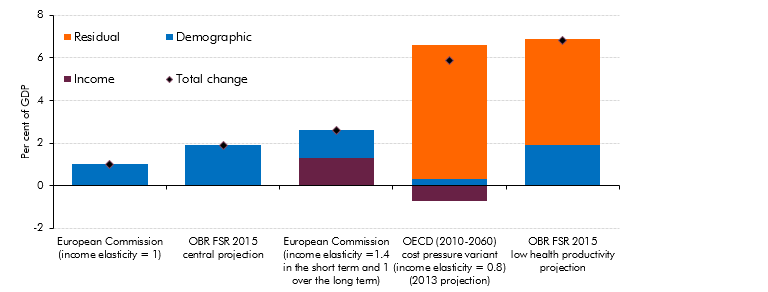 8
6
4
2
0
-2
Per cent of GDP
Residual
Demographic
Income
Total change
European Commission
(income elasticity = 1)
OBR FSR 2015
central projection
European Commission
(income elasticity =1.4
in the short term and 1
over the long term)
OECD (2010-2060)
cost pressure variant
(income elasticity = 0.8)
(2013 projection)
OBR FSR 2015
low health productivity
projection